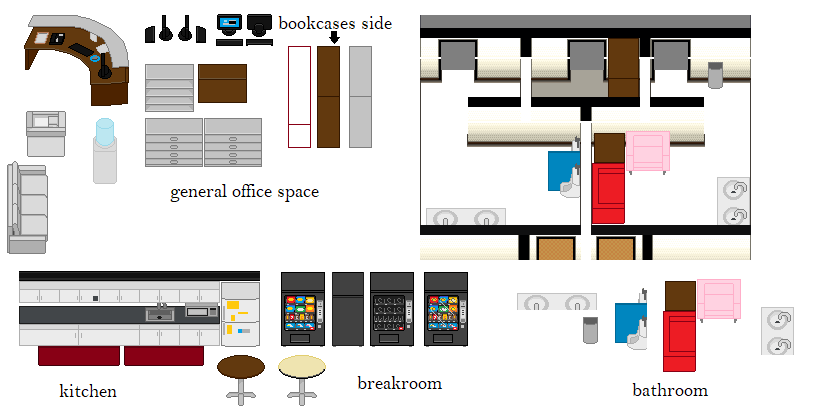 bookcases side
general office space
kitchen
breakroom
bathroom